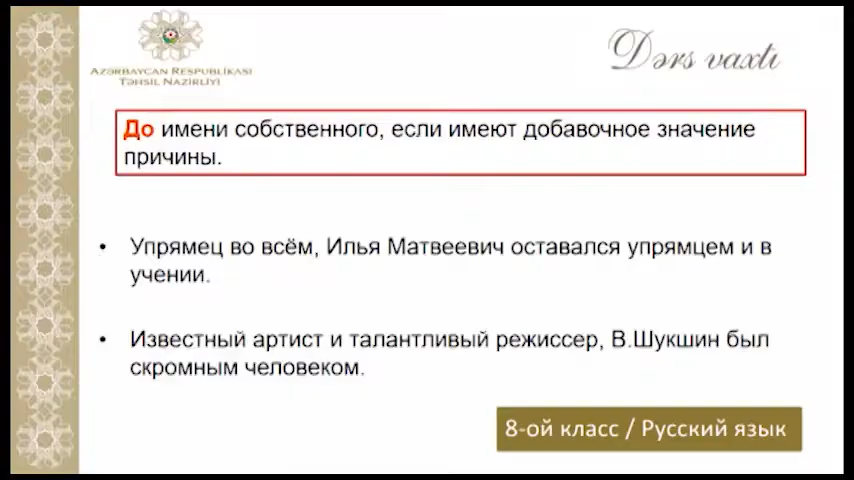 AZƏRBAYCAN RESPUBLİKASI
TƏHSİL NAZİRLİYİ
Dərs vaxtı
До имени собственного, если имеют добавочное значение
причины.
• Упрямец во всём, Илья Матвеевич оставался упрямцем и в
учении.
• Известный артист и талантливый режиссер, В.Шукшин был
скромным человеком.
8-ой класс / Русский язык